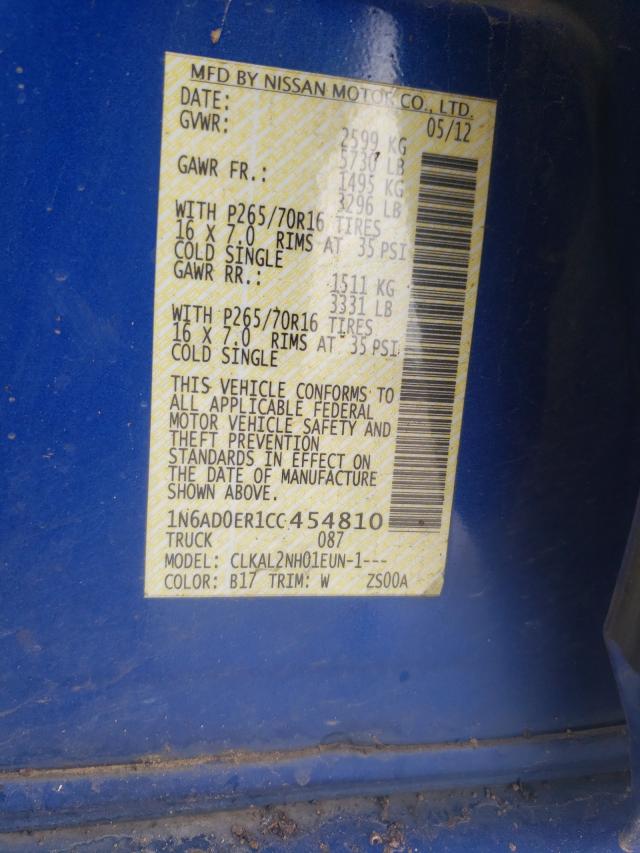 MFD BY NISSAN MOTOR CO., LTD.
DATE: 05/12
GVWR: 2599 KG
5730 LB
GAWR FR.: 1495 KG
3296 LB
WITH P265/70R16 TIRES
16 X 7.0 RIMS AT 35 PSI
COLD SINGLE
GAWR RR.: 1511 KG
3331 LB
WITH P265/70R16 TIRES
16 X 7.0 RIMS AT 35 PSI
COLD SINGLE
THIS VEHICLE CONFORMS TO
ALL APPLICABLE FEDERAL
MOTOR VEHICLE SAFETY AND
THEFT PREVENTION
STANDARDS IN EFFECT ON
THE DATE OF MANUFACTURE
SHOWN ABOVE.
1N6AD0ER1CC454810
TRUCK 087
MODEL: CLKAL2NH01EUN-1---
COLOR: B17 TRIM: W ZS00A